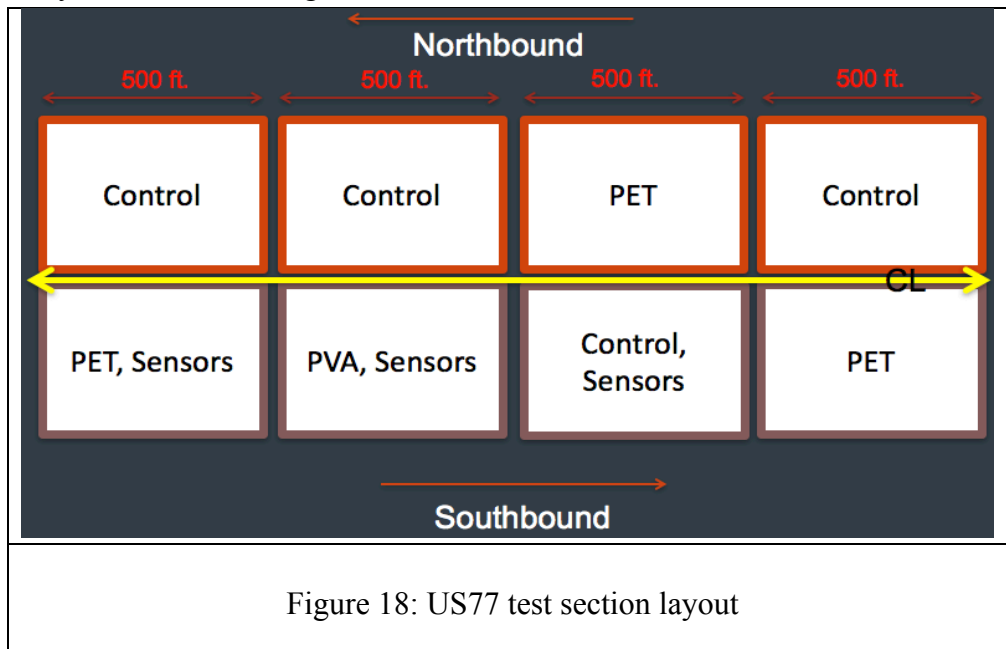 Northbound
500 ft.
500 ft.
500 ft.
500 ft.
Control
Control
PET
Control
CL
PET, Sensors
PVA, Sensors
Control,
Sensors
PET
Southbound
Figure 18: US77 test section layout